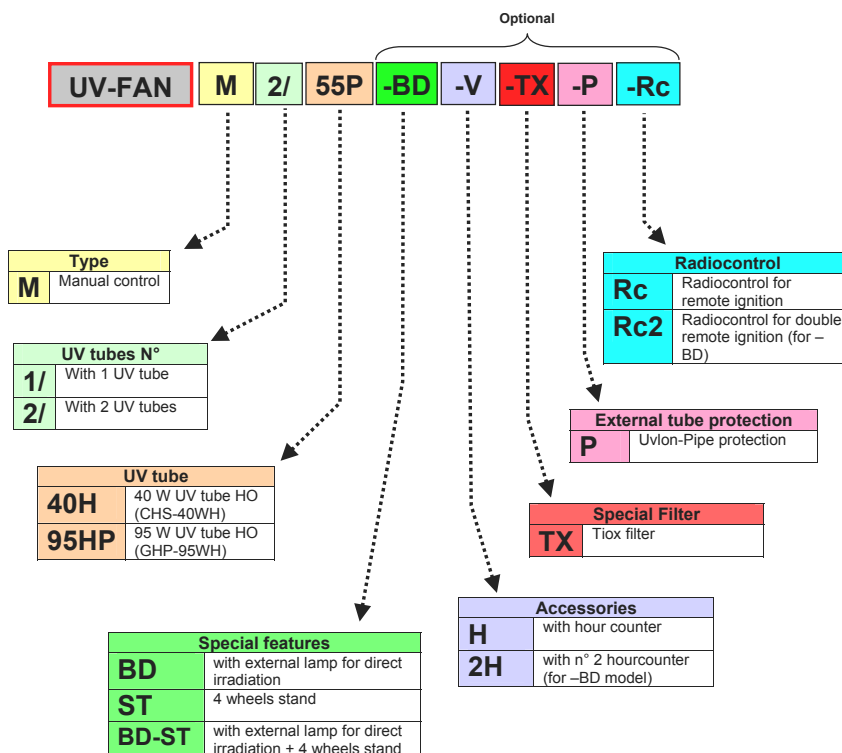 Optional
UV-FAN M 2/ 55P -BD -V -TX -P -Rc
Type
M Manual control
UV tubes N°
1/ With 1 UV tube
2/ With 2 UV tubes
UV tube
40H 40 W UV tube HO
(CHS-40WH)
95HP 95 W UV tube HO
(GHP-95WH)
Special features
BD with external lamp for direct
irradiation
ST 4 wheels stand
BD-ST with external lamp for direct
irradiation + 4 wheels stand
Accessories
H with hour counter
2H with n° 2 hourcounter
(for –BD model)
Special Filter
TX Tiox filter
External tube protection
P Uvlon-Pipe protection
Radiocontrol
Rc Radiocontrol for
remote ignition
Rc2 Radiocontrol for double
remote ignition (for –
BD)